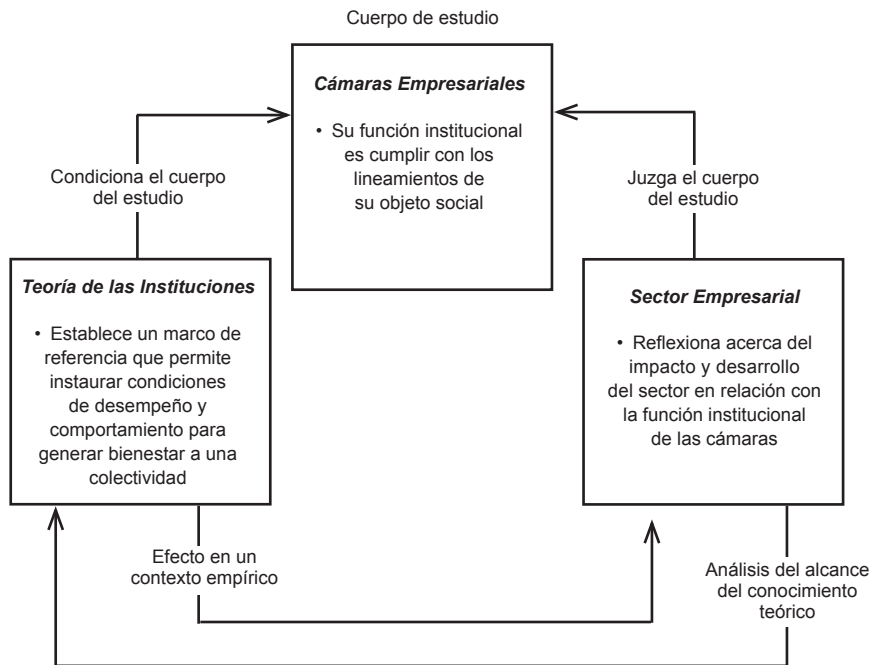 Cuerpo de estudio
Cámaras Empresariales
• Su función institucional
es cumplir con los
lineamientos de
su objeto social
Condiciona el cuerpo
del estudio
Juzga el cuerpo
del estudio
Teoría de las Instituciones
• Establece un marco de
referencia que permite
instaurar condiciones
de desempeño y
comportamiento para
generar bienestar a una
colectividad
Sector Empresarial
• Reflexiona acerca del
impacto y desarrollo
del sector en relación con
la función institucional
de las cámaras
Efecto en un
contexto empírico
Análisis del alcance
del conocimiento
teórico